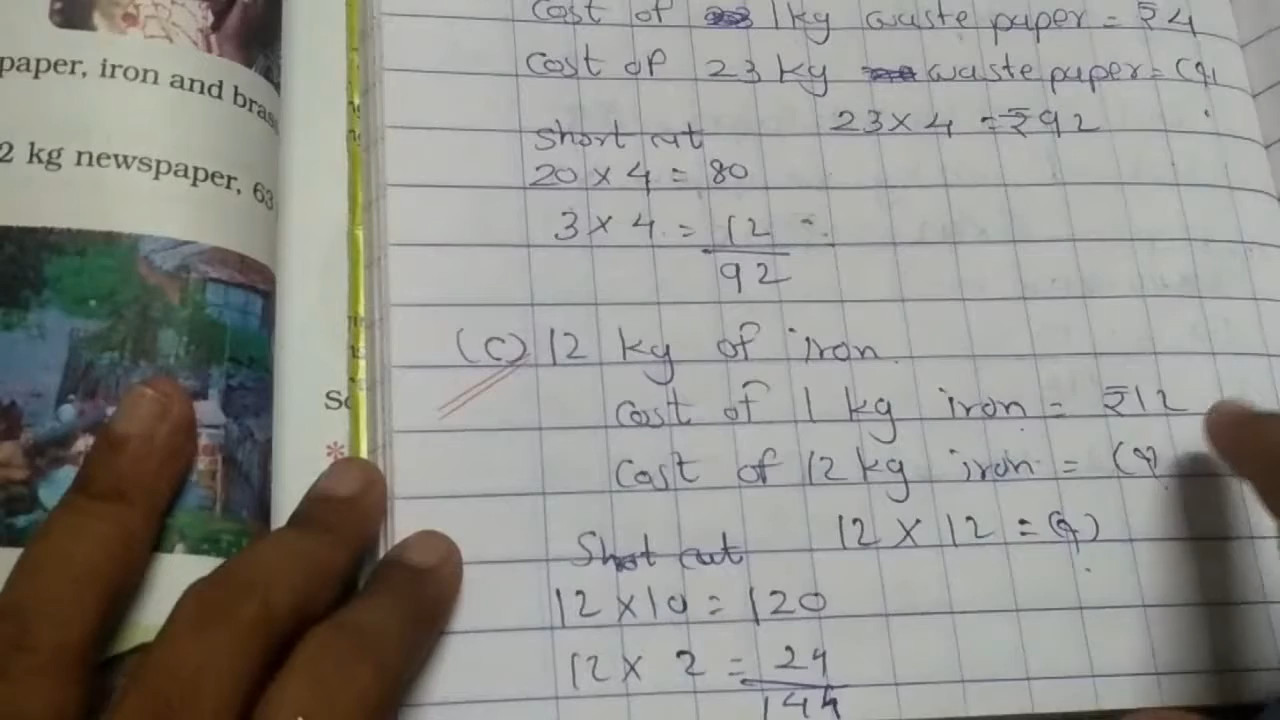 paper, iron and bras
2 kg newspaper, 63
Cost of 1kg waste paper = ₹4
Cost of 23 kg waste paper = (?)
23 × 4 = ₹92
Short cut
20 × 4 = 80
3 × 4 = 12
92
(C) 12 kg of iron.
Cost of 1 kg iron = ₹12
Cost of 12 kg iron = (?)
12 × 12 = (?)
Short cut
12 × 10 = 120
12 × 2 = 24
144